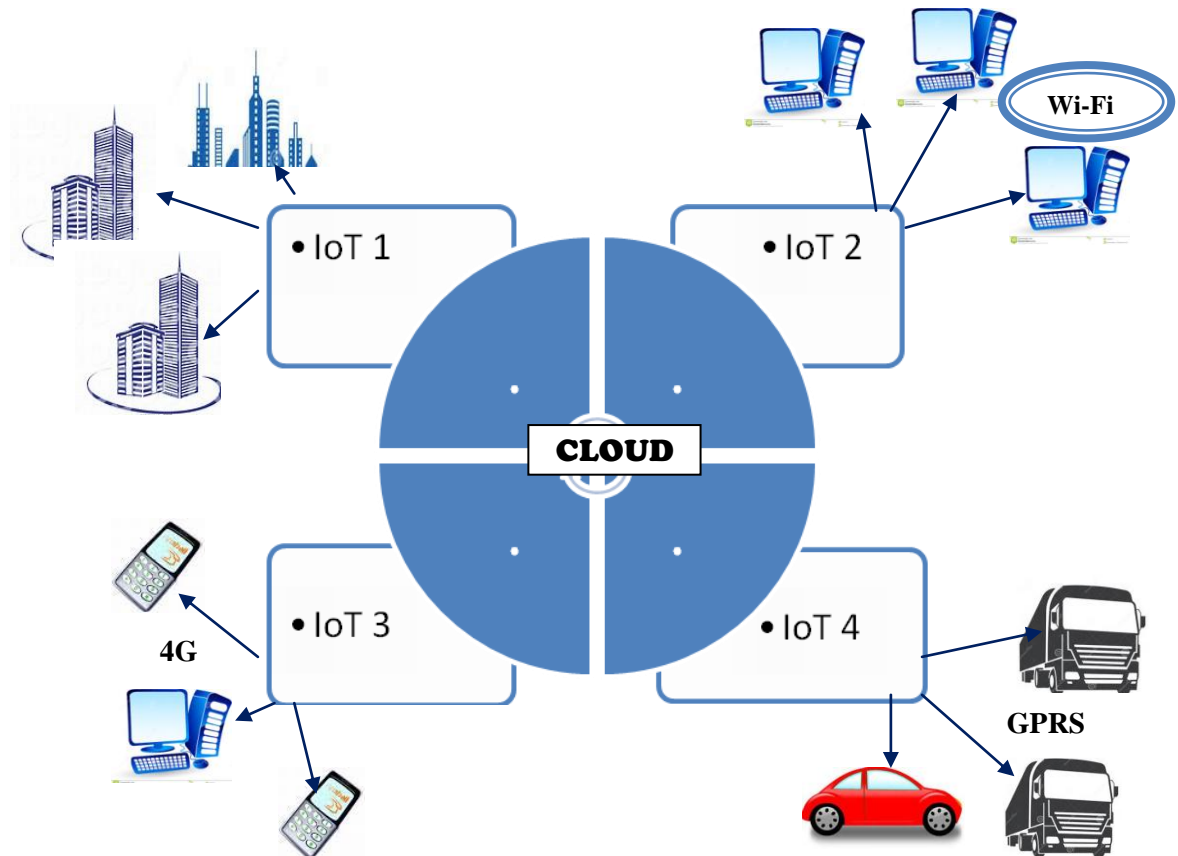 Wi-Fi
• IoT 1
• IoT 2
CLOUD
• IoT 3
• IoT 4
4G
GPRS